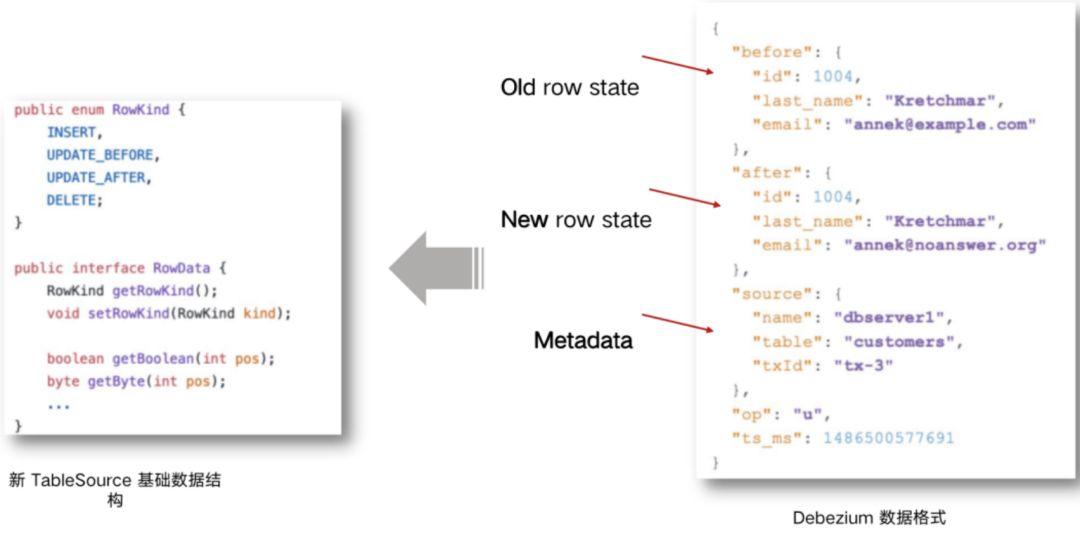 public enum RowKind {
    INSERT,
    UPDATE_BEFORE,
    UPDATE_AFTER,
    DELETE;
}

public interface RowData {
    RowKind getRowKind();
    void setRowKind(RowKind kind);

    boolean getBoolean(int pos);
    byte getByte(int pos);
    ...
}
新 TableSource 基础数据结
构
Old row state
New row state
Metadata
{
  "before": {
    "id": 1004,
    "last_name": "Kretchmar",
    "email": "annek@example.com"
  },
  "after": {
    "id": 1004,
    "last_name": "Kretchmar",
    "email": "annek@noanswer.org"
  },
  "source": {
    "name": "dbserver1",
    "table": "customers",
    "txId": "tx-3"
  },
  "op": "u",
  "ts_ms": 1486500577691
}
Debezium 数据格式